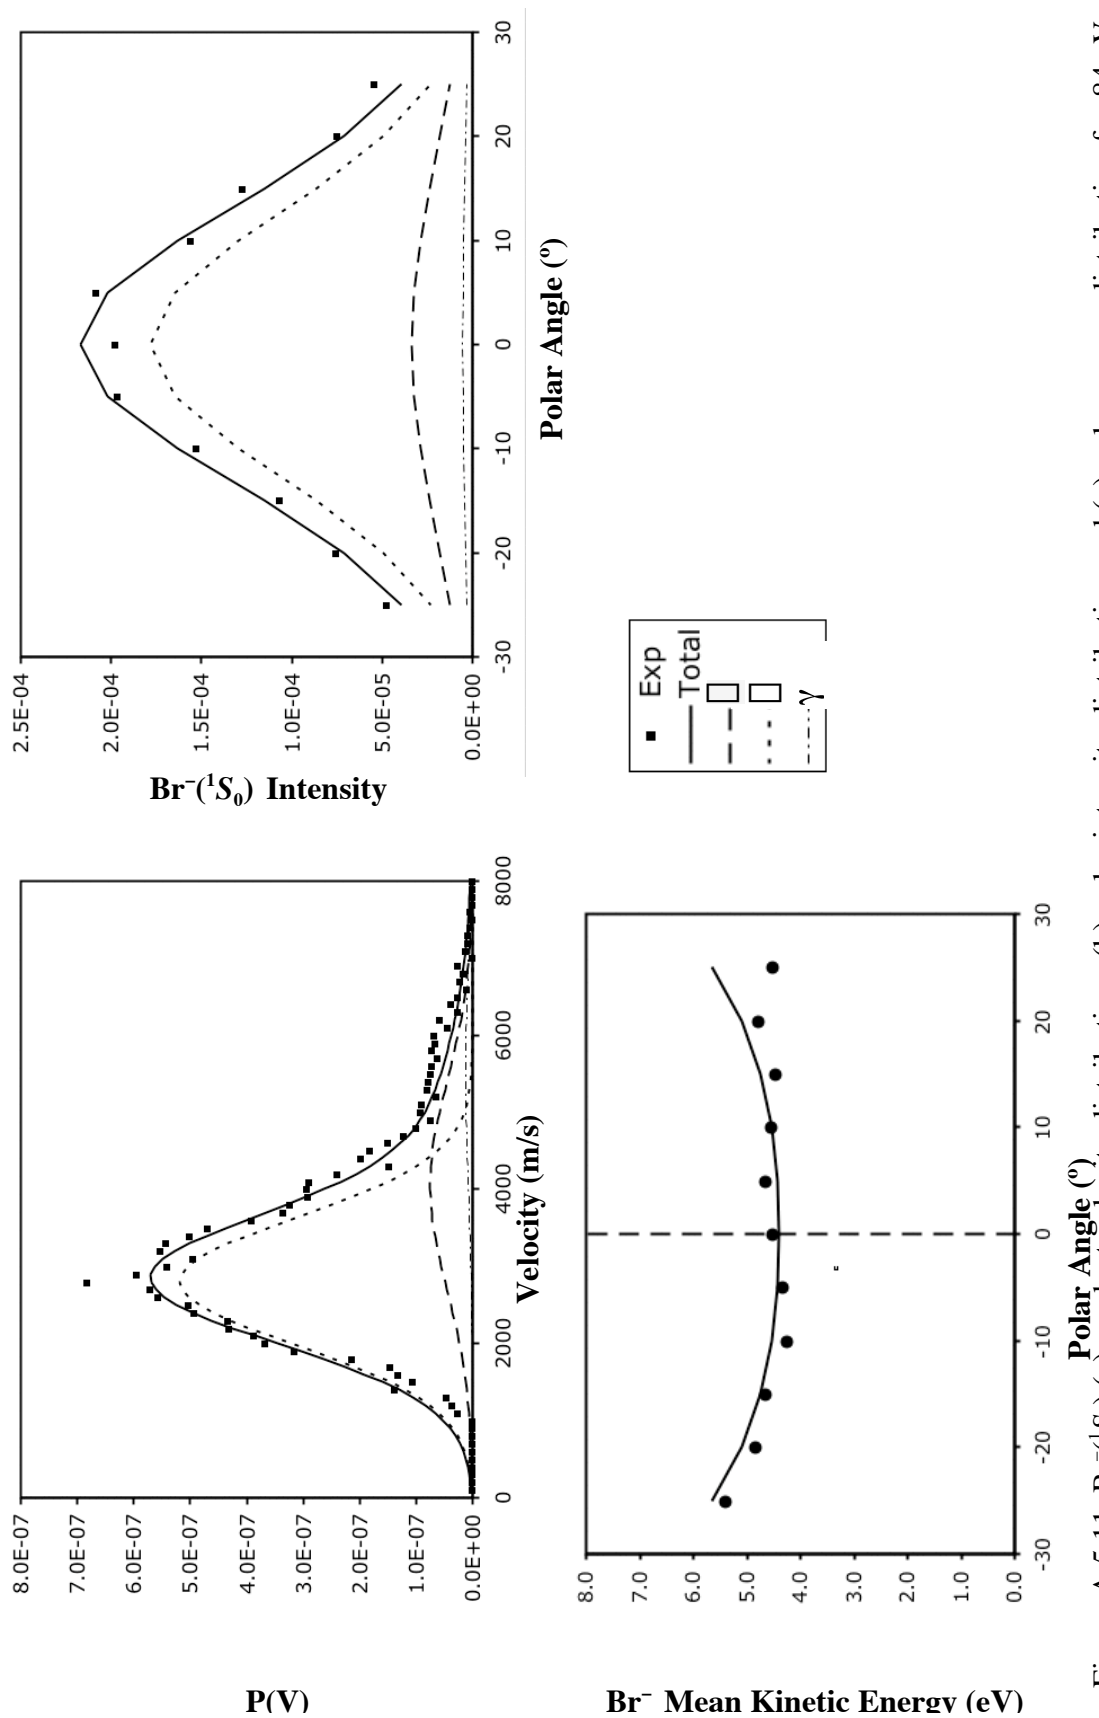 8.0E-07
7.0E-07
6.0E-07
5.0E-07
4.0E-07
3.0E-07
2.0E-07
1.0E-07
0.0E+00
P(V)
0
2000
4000
6000
8000
Velocity (m/s)
2.5E-04
2.0E-04
1.5E-04
1.0E-04
5.0E-05
0.0E+00
Br⁻(¹S₀) Intensity
-30
-20
-10
0
10
20
30
Polar Angle (º)
8.0
7.0
6.0
5.0
4.0
3.0
2.0
1.0
0.0
Br⁻ Mean Kinetic Energy (eV)
-30
-20
-10
0
10
20
30
Polar Angle (º)
Exp
Total
γ